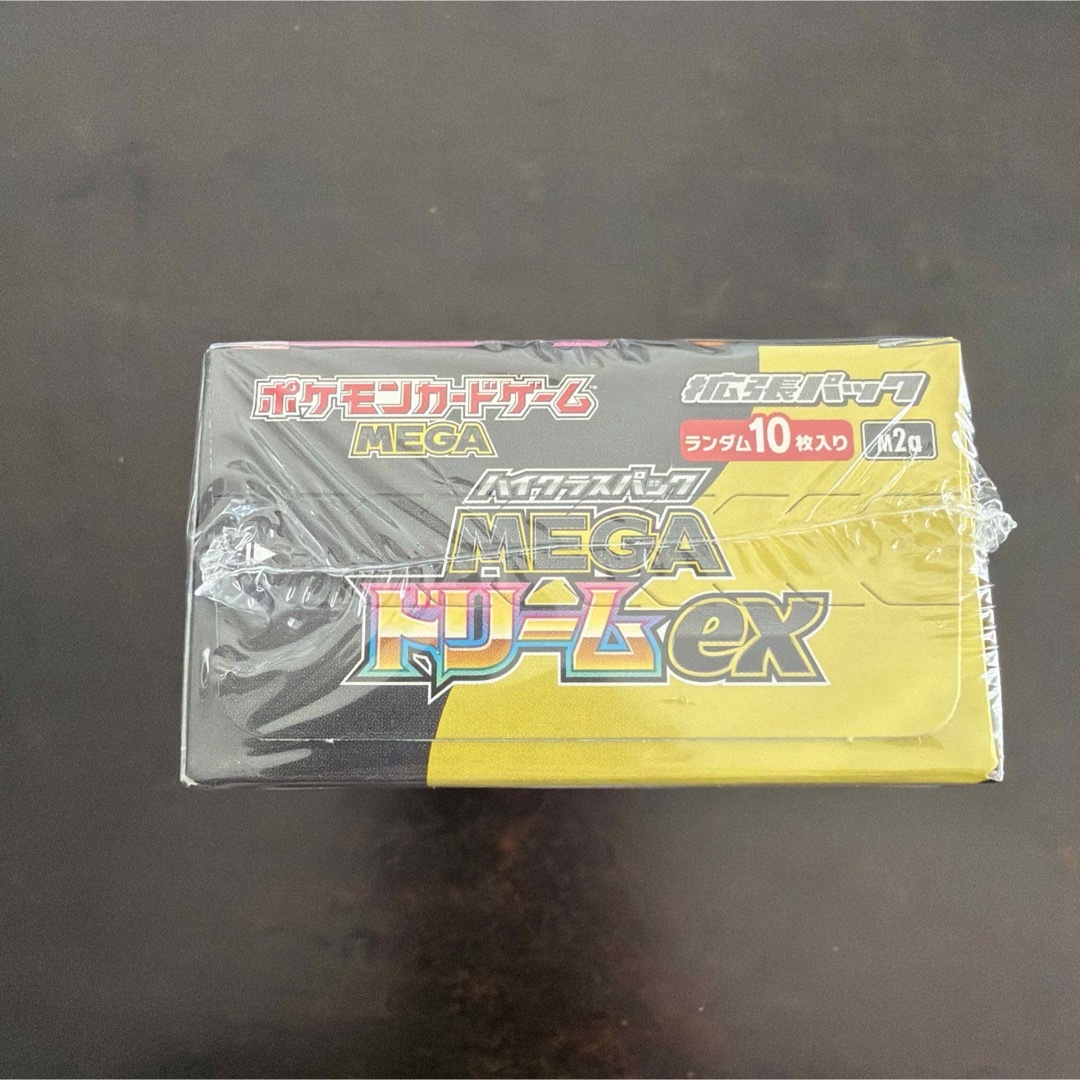 ポケモンカードゲーム™
MEGA
拡張パック
ランダム10枚入り M2a
ハイクラスパック
MEGA
ドリームex